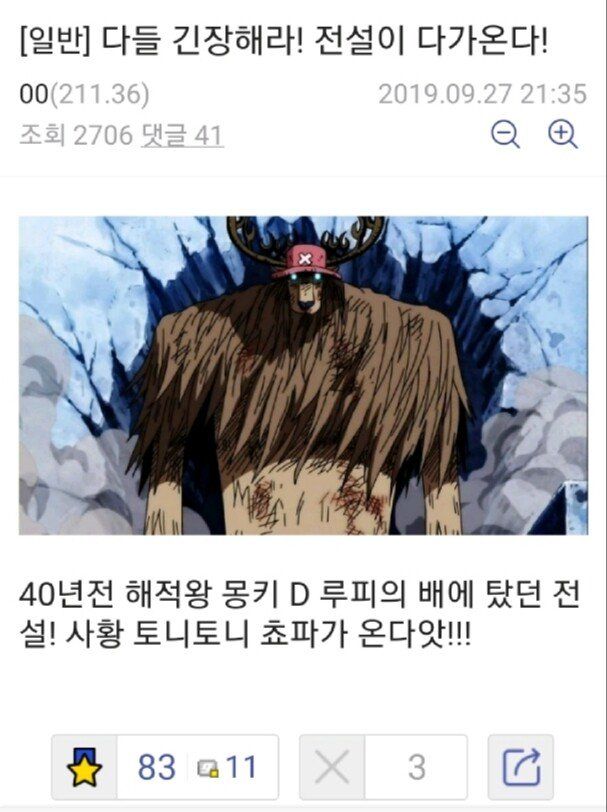 [일반] 다들 긴장해라! 전설이 다가온다!
00(211.36) 2019.09.27 21:35
조회 2706 댓글 41
40년전 해적왕 몽키 D 루피의 배에 탔던 전
설! 사황 토니토니 쵸파가 온다앗!!!
83 11 3